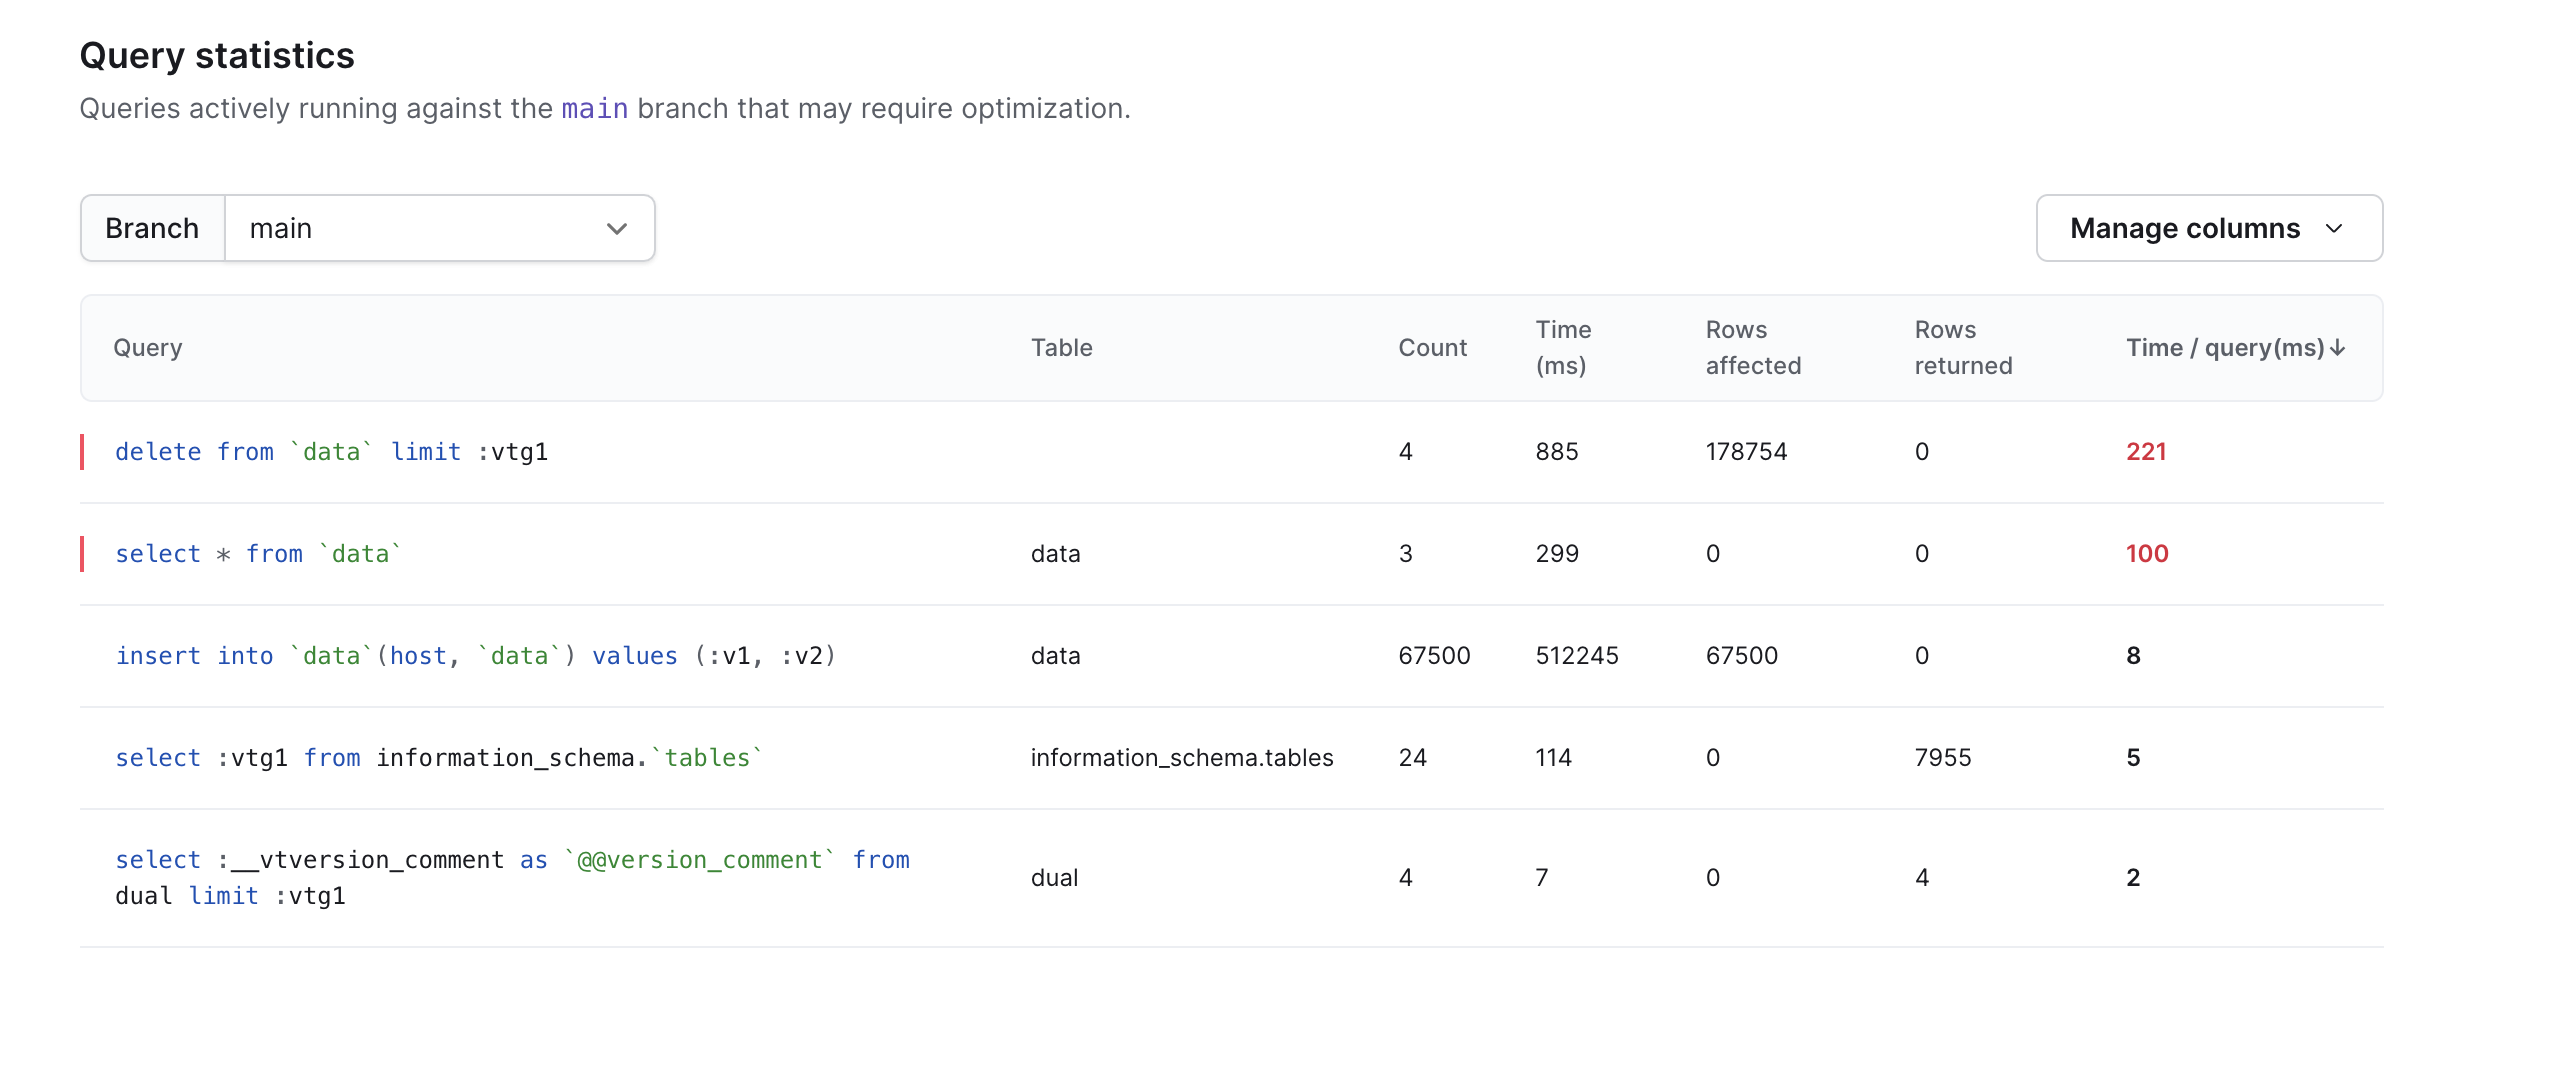 Query statistics
Queries actively running against the main branch that may require optimization.
Branch main Manage columns
Query Table Count Time (ms) Rows affected Rows returned Time / query(ms)↓
delete from `data` limit :vtg1 4 885 178754 0 221
select * from `data` data 3 299 0 0 100
insert into `data`(host, `data`) values (:v1, :v2) data 67500 512245 67500 0 8
select :vtg1 from information_schema.`tables` information_schema.tables 24 114 0 7955 5
select :__vtversion_comment as `@@version_comment` from
dual limit :vtg1 dual 4 7 0 4 2